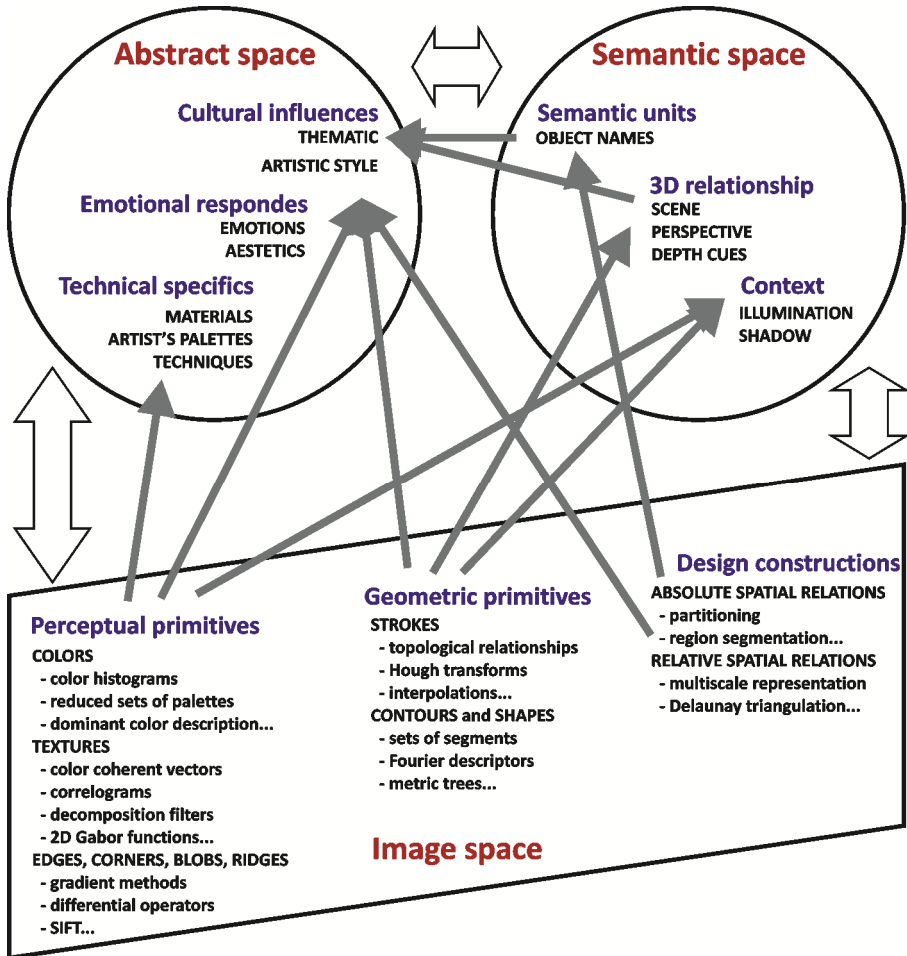 Abstract space
Cultural influences
THEMATIC
ARTISTIC STYLE
Emotional respondes
EMOTIONS
AESTETICS
Technical specifics
MATERIALS
ARTIST'S PALETTES
TECHNIQUES
Semantic space
Semantic units
OBJECT NAMES
3D relationship
SCENE
PERSPECTIVE
DEPTH CUES
Context
ILLUMINATION
SHADOW
Perceptual primitives
COLORS
- color histograms
- reduced sets of palettes
- dominant color description...
TEXTURES
- color coherent vectors
- correlograms
- decomposition filters
- 2D Gabor functions...
EDGES, CORNERS, BLOBS, RIDGES
- gradient methods
- differential operators
- SIFT...
Geometric primitives
STROKES
- topological relationships
- Hough transforms
- interpolations...
CONTOURS and SHAPES
- sets of segments
- Fourier descriptors
- metric trees...
Design constructions
ABSOLUTE SPATIAL RELATIONS
- partitioning
- region segmentation...
RELATIVE SPATIAL RELATIONS
- multiscale representation
- Delaunay triangulation...
Image space